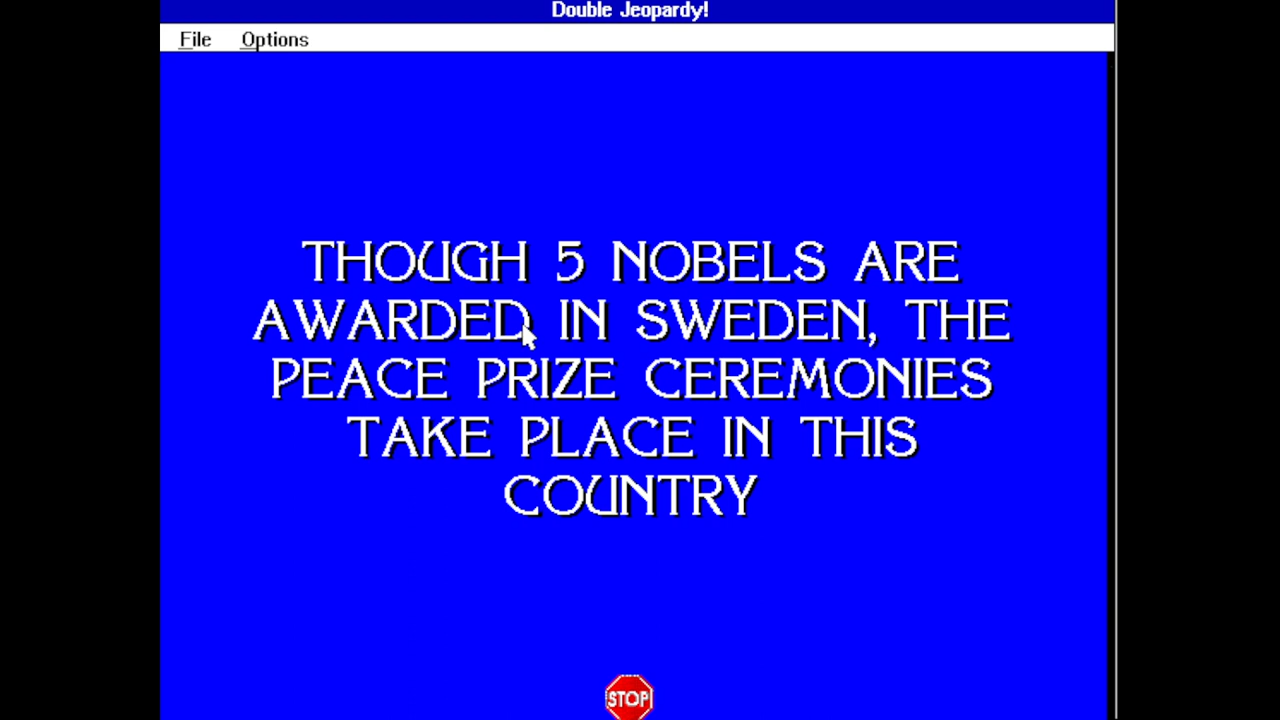 Double Jeopardy!
File Options
THOUGH 5 NOBELS ARE
AWARDED IN SWEDEN, THE
PEACE PRIZE CEREMONIES
TAKE PLACE IN THIS
COUNTRY
STOP